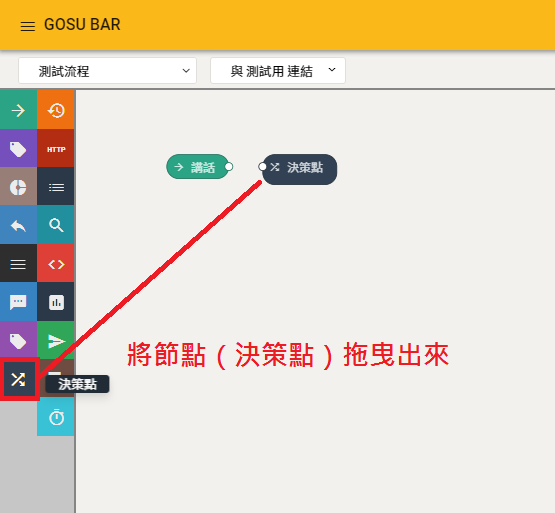 GOSU BAR
測試流程
與 測試用 連結
HTTP
講話
決策點
將節點（決策點）拖曳出來
決策點